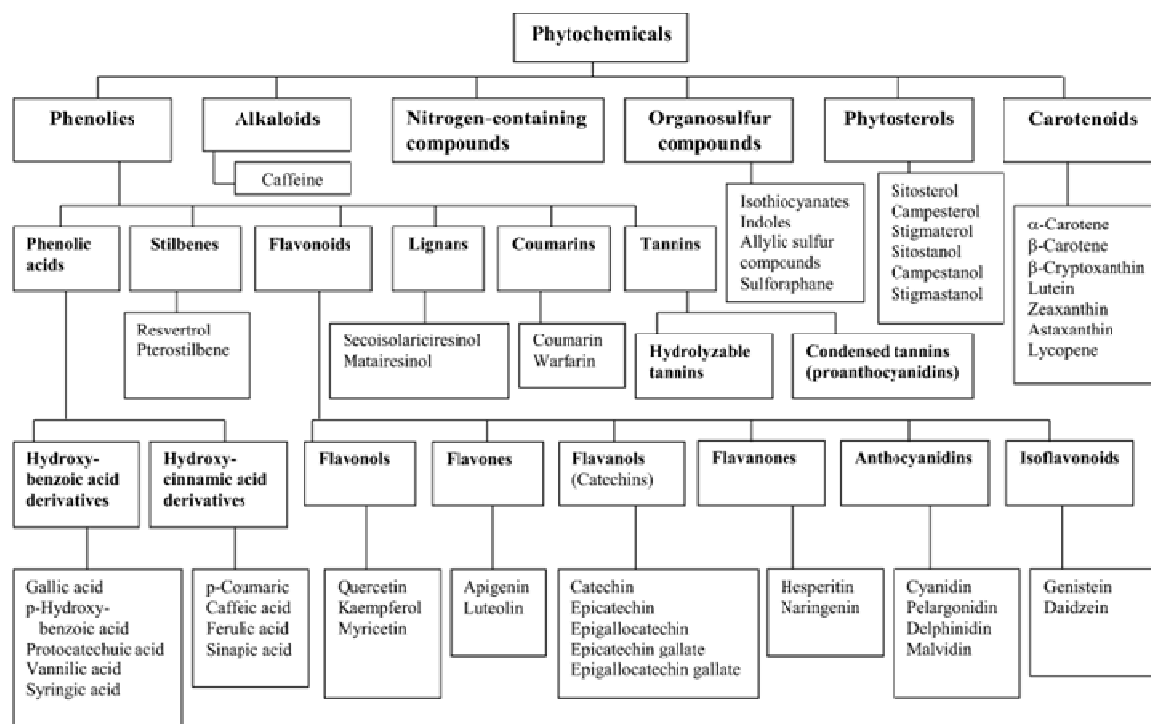 Phytochemicals
Phenolics
Alkaloids
Nitrogen-containing
compounds
Organosulfur
compounds
Phytosterols
Carotenoids
Caffeine
Isothiocyanates
Indoles
Allylic sulfur
compounds
Sulforaphane
Sitosterol
Campesterol
Stigmaterol
Sitostanol
Campestanol
Stigmastanol
α-Carotene
β-Carotene
β-Cryptoxanthin
Lutein
Zeaxanthin
Astaxanthin
Lycopene
Phenolic
acids
Stilbenes
Flavonoids
Lignans
Coumarins
Tannins
Resvertrol
Pterostilbene
Secoisolariciresinol
Matairesinol
Coumarin
Warfarin
Hydrolyzable
tannins
Condensed tannins
(proanthocyanidins)
Hydroxy-
benzoic acid
derivatives
Hydroxy-
cinnamic acid
derivatives
Flavonols
Flavones
Flavanols
(Catechins)
Flavanones
Anthocyanidins
Isoflavonoids
Gallic acid
p-Hydroxy-
benzoic acid
Protocatechuic acid
Vannilic acid
Syringic acid
p-Coumaric
Caffeic acid
Ferulic acid
Sinapic acid
Quercetin
Kaempferol
Myricetin
Apigenin
Luteolin
Catechin
Epicatechin
Epigallocatechin
Epicatechin gallate
Epigallocatechin gallate
Hesperitin
Naringenin
Cyanidin
Pelargonidin
Delphinidin
Malvidin
Genistein
Daidzein